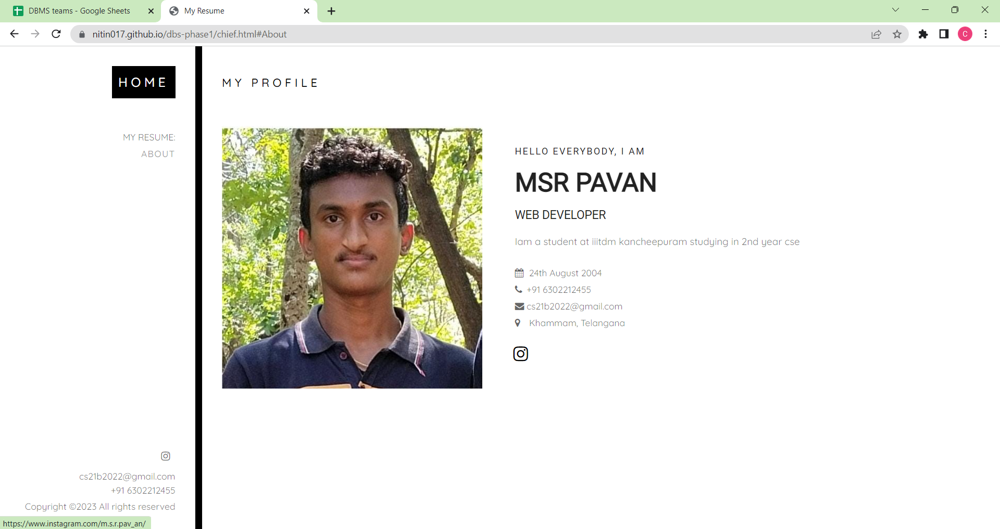 DBMS teams - Google Sheets
My Resume
nitin017.github.io/dbs-phase1/chief.html#About
C
HOME
MY RESUME:
ABOUT
MY PROFILE
HELLO EVERYBODY, I AM
MSR PAVAN
WEB DEVELOPER
Iam a student at iiitdm kancheepuram studying in 2nd year cse
24th August 2004
+91 6302212455
cs21b2022@gmail.com
Khammam, Telangana
cs21b2022@gmail.com
+91 6302212455
Copyright ©2023 All rights reserved
https://www.instagram.com/m.s.r.pav_an/